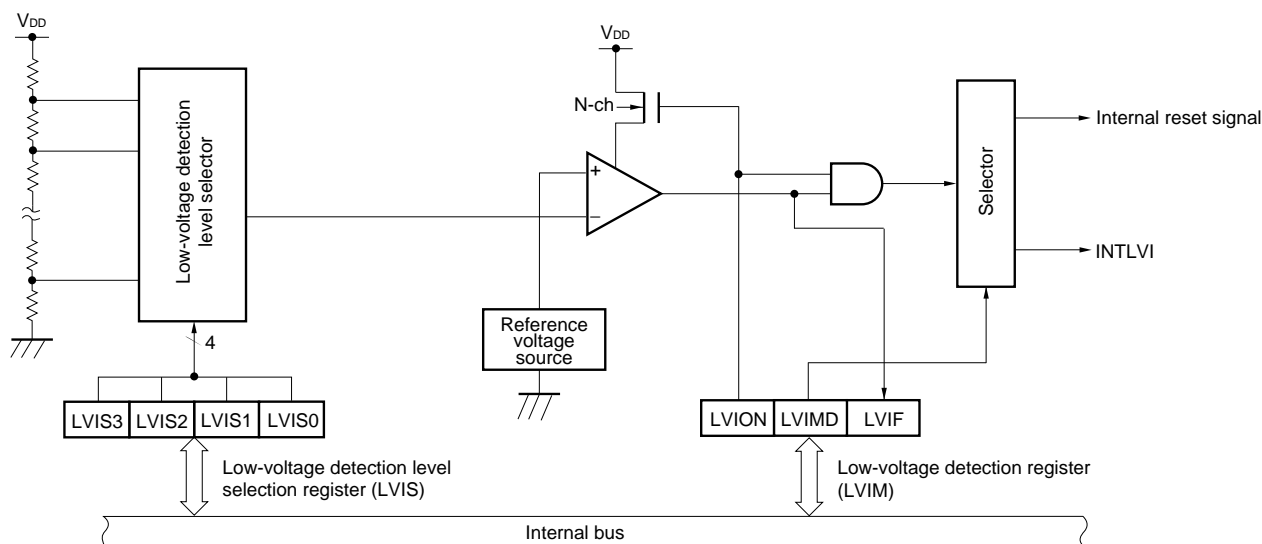 VDD
Low-voltage detection
level selector
4
LVIS3 LVIS2 LVIS1 LVIS0
Low-voltage detection level
selection register (LVIS)
VDD
N-ch
+
–
Reference
voltage
source
Selector
Internal reset signal
INTLVI
LVION LVIMD LVIF
Low-voltage detection register
(LVIM)
Internal bus